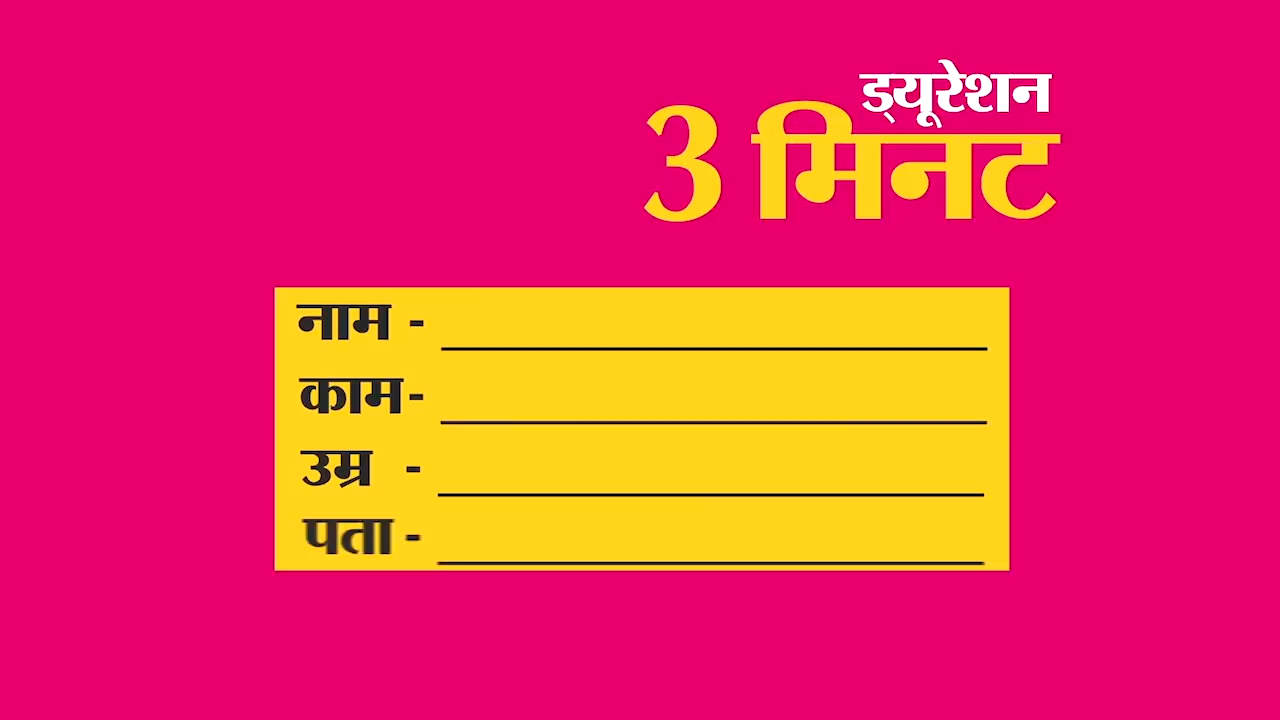 ड्यूरेशन
3 मिनट
नाम -
काम-
उम्र -
पता -